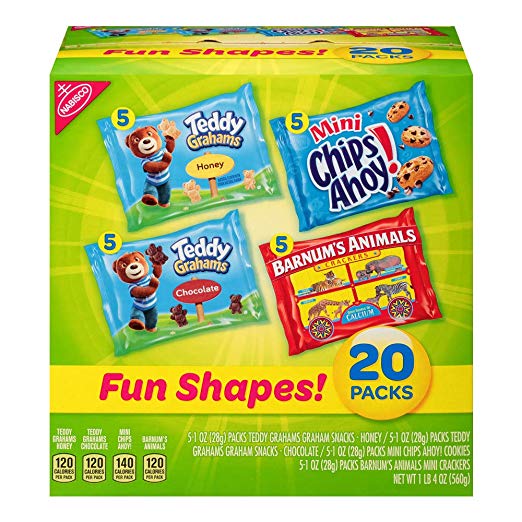 Fun Shapes! 20 PACKS
NABISCO
5
Teddy Grahams
Honey
5
Mini
Chips Ahoy!
5
Teddy Grahams
Chocolate
5
BARNUM'S ANIMALS
CRACKERS
CALCIUM
Fun Shapes!
20 PACKS
TEDDY GRAHAMS HONEY
120 CALORIES PER PACK
TEDDY GRAHAMS CHOCOLATE
120 CALORIES PER PACK
MINI CHIPS AHOY!
140 CALORIES PER PACK
BARNUM'S ANIMALS
120 CALORIES PER PACK
5-1 OZ (28g) PACKS TEDDY GRAHAMS GRAHAM SNACKS - HONEY / 5-1 OZ (28g) PACKS TEDDY
GRAHAMS GRAHAM SNACKS - CHOCOLATE / 5-1 OZ (28g) PACKS MINI CHIPS AHOY! COOKIES
5-1 OZ (28g) PACKS BARNUM'S ANIMALS MINI CRACKERS
NET WT 1 LB 4 OZ (560g)